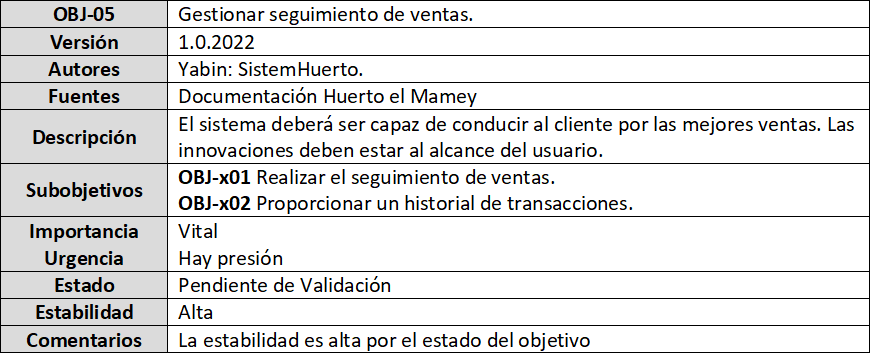 OBJ-05 Gestionar seguimiento de ventas.
Versión 1.0.2022
Autores Yabin: SistemHuerto.
Fuentes Documentación Huerto el Mamey
Descripción El sistema deberá ser capaz de conducir al cliente por las mejores ventas. Las
innovaciones deben estar al alcance del usuario.
Subobjetivos OBJ-x01 Realizar el seguimiento de ventas.
OBJ-x02 Proporcionar un historial de transacciones.
Importancia Vital
Urgencia Hay presión
Estado Pendiente de Validación
Estabilidad Alta
Comentarios La estabilidad es alta por el estado del objetivo